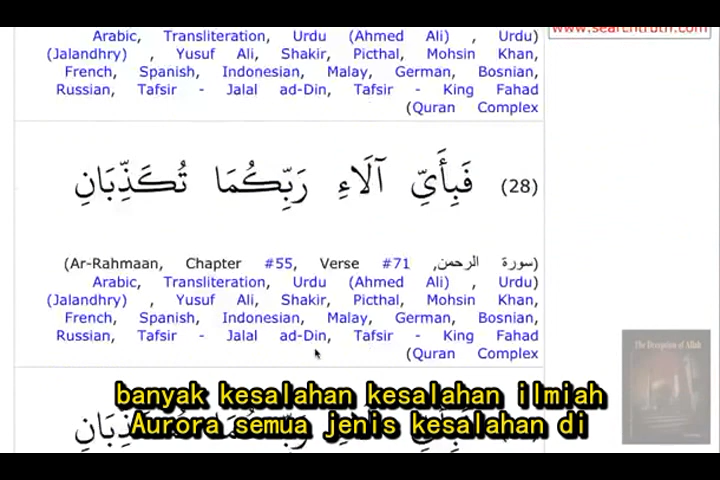 www.searchtruth.com
Arabic, Transliteration, Urdu (Ahmed Ali) , Urdu)
(Jalandhry) , Yusuf Ali, Shakir, Picthal, Mohsin Khan,
French, Spanish, Indonesian, Malay, German, Bosnian,
Russian, Tafsir - Jalal ad-Din, Tafsir - King Fahad
(Quran Complex
(28) فَبِأَيِّ آلَاءِ رَبِّكُمَا تُكَذِّبَانِ
(Ar-Rahmaan, Chapter #55, Verse #71 ,سورة الرحمن)
Arabic, Transliteration, Urdu (Ahmed Ali) , Urdu)
(Jalandhry) , Yusuf Ali, Shakir, Picthal, Mohsin Khan,
French, Spanish, Indonesian, Malay, German, Bosnian,
Russian, Tafsir - Jalal ad-Din, Tafsir - King Fahad
(Quran Complex
The Deception of Allah
banyak kesalahan kesalahan ilmiah
Aurora semua jenis kesalahan di